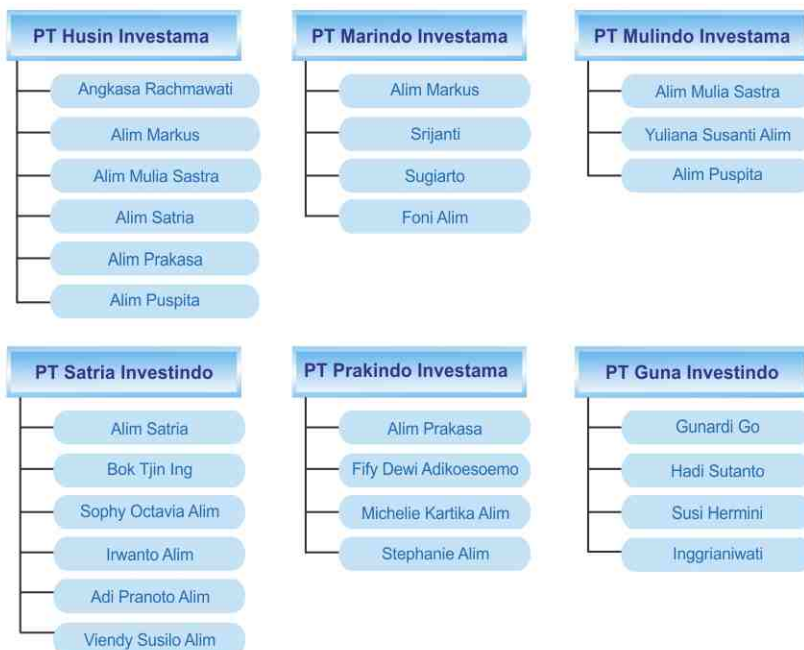 PT Husin Investama
Angkasa Rachmawati
Alim Markus
Alim Mulia Sastra
Alim Satria
Alim Prakasa
Alim Puspita
PT Marindo Investama
Alim Markus
Srijanti
Sugiarto
Foni Alim
PT Mulindo Investama
Alim Mulia Sastra
Yuliana Susanti Alim
Alim Puspita
PT Satria Investindo
Alim Satria
Bok Tjin Ing
Sophy Octavia Alim
Irwanto Alim
Adi Pranoto Alim
Viendy Susilo Alim
PT Prakindo Investama
Alim Prakasa
Fify Dewi Adikoesoemo
Michelie Kartika Alim
Stephanie Alim
PT Guna Investindo
Gunardi Go
Hadi Sutanto
Susi Hermini
Inggrianiwati